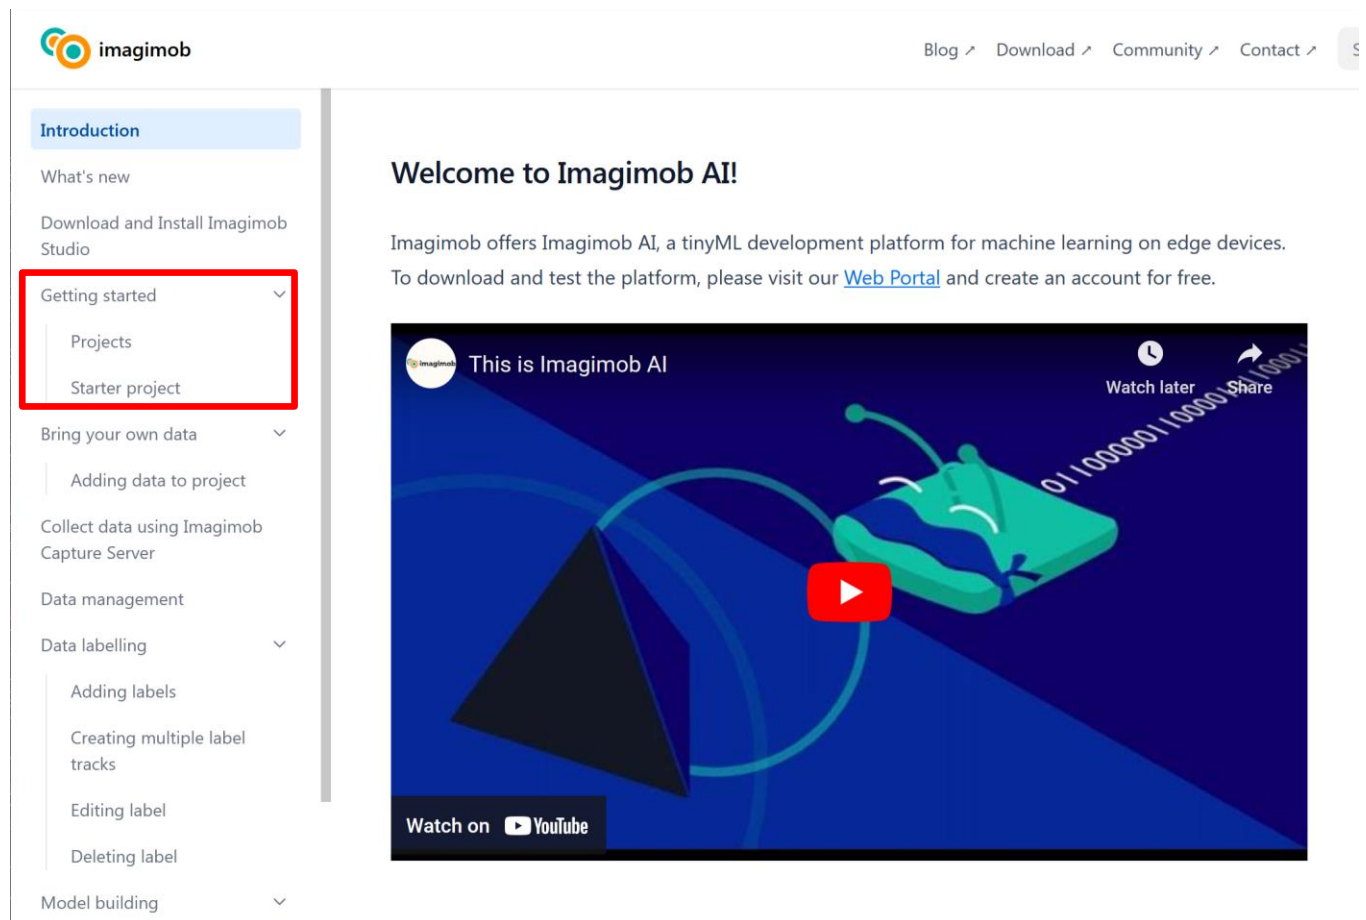 imagimob
Blog ↗ Download ↗ Community ↗ Contact ↗ S
Introduction
What's new
Download and Install Imagimob
Studio
Getting started
Projects
Starter project
Bring your own data
Adding data to project
Collect data using Imagimob
Capture Server
Data management
Data labelling
Adding labels
Creating multiple label
tracks
Editing label
Deleting label
Model building
Welcome to Imagimob AI!
Imagimob offers Imagimob AI, a tinyML development platform for machine learning on edge devices.
To download and test the platform, please visit our Web Portal and create an account for free.
imagimob
This is Imagimob AI
Watch later
Share
Watch on YouTube